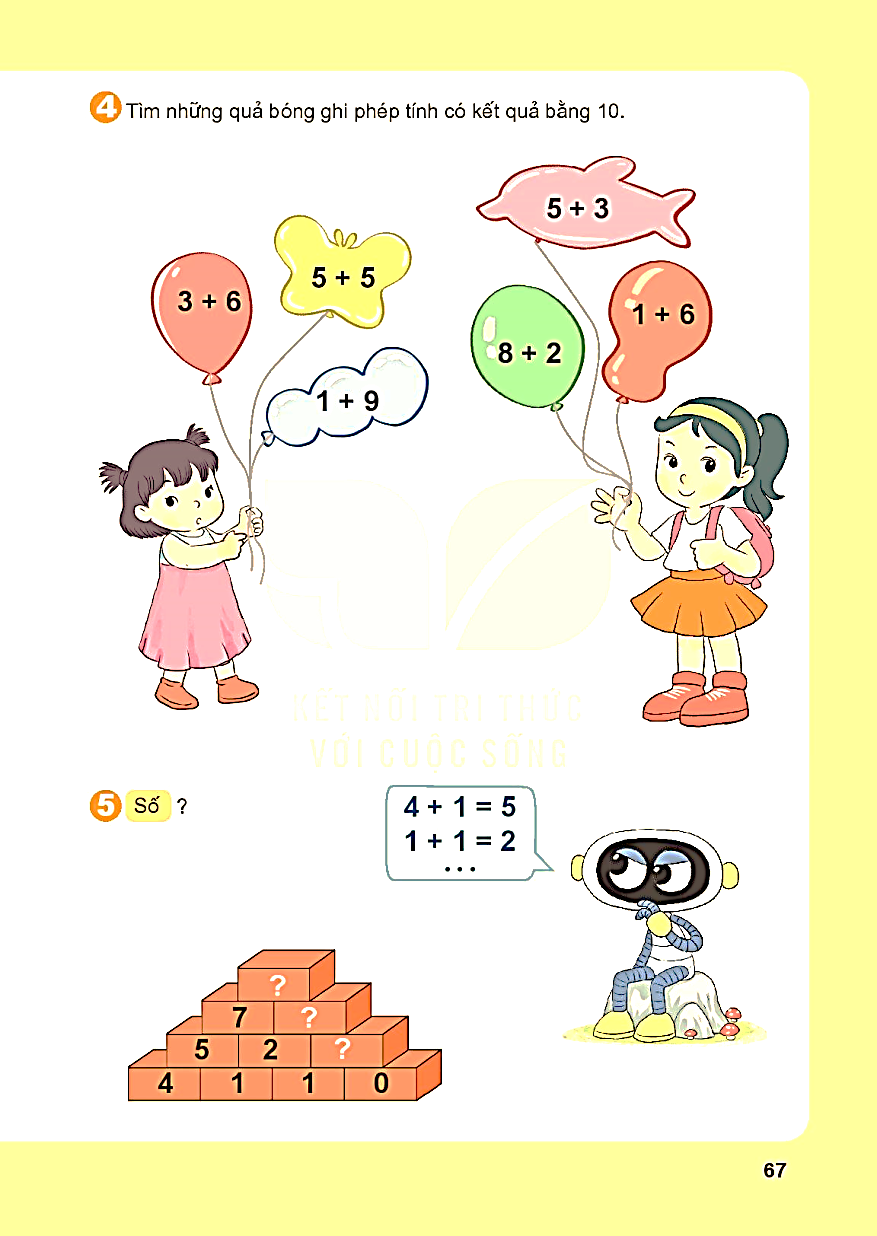 4 Tìm những quả bóng ghi phép tính có kết quả bằng 10.
5 + 3
5 + 5
3 + 6
1 + 6
8 + 2
1 + 9
KẾT NỐI TRI THỨC
VỚI CUỘC SỐNG
5 Số ?
4 + 1 = 5
1 + 1 = 2
...
?
7 ?
5 2 ?
4 1 1 0
67